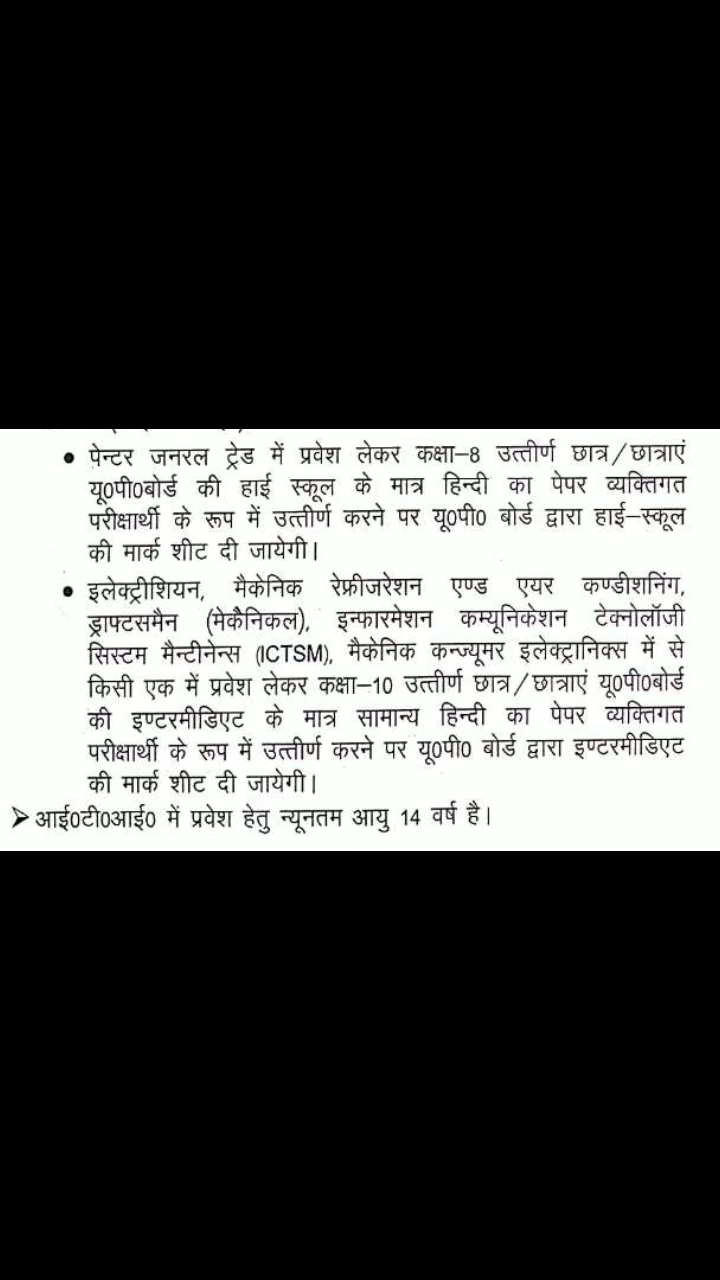 • पेन्टर जनरल ट्रेड में प्रवेश लेकर कक्षा–8 उत्तीर्ण छात्र/छात्राएं
यू0पी0बोर्ड की हाई स्कूल के मात्र हिन्दी का पेपर व्यक्तिगत
परीक्षार्थी के रूप में उत्तीर्ण करने पर यू0पी0 बोर्ड द्वारा हाई–स्कूल
की मार्क शीट दी जायेगी।
• इलेक्ट्रीशियन, मैकेनिक रेफ्रीजरेशन एण्ड एयर कण्डीशनिंग,
ड्राफ्टसमैन (मेकैनिकल), इन्फारमेशन कम्यूनिकेशन टेक्नोलॉजी
सिस्टम मैन्टीनेन्स (ICTSM), मैकेनिक कन्ज्यूमर इलेक्ट्रानिक्स में से
किसी एक में प्रवेश लेकर कक्षा–10 उत्तीर्ण छात्र/छात्राएं यू0पी0बोर्ड
की इण्टरमीडिएट के मात्र सामान्य हिन्दी का पेपर व्यक्तिगत
परीक्षार्थी के रूप में उत्तीर्ण करने पर यू0पी0 बोर्ड द्वारा इण्टरमीडिएट
की मार्क शीट दी जायेगी।
➢ आई0टी0आई0 में प्रवेश हेतु न्यूनतम आयु 14 वर्ष है।